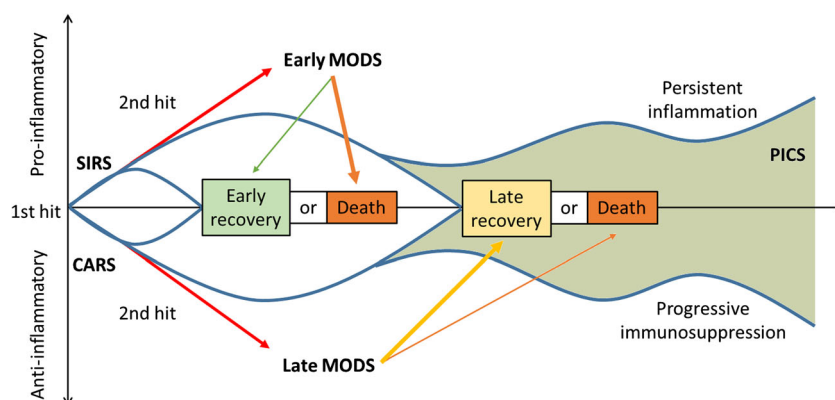 Pro-inflammatory
Anti-inflammatory
1st hit
SIRS
CARS
2nd hit
2nd hit
Early MODS
Late MODS
Early
recovery
or
Death
Late
recovery
or
Death
Persistent
inflammation
PICS
Progressive
immunosuppression